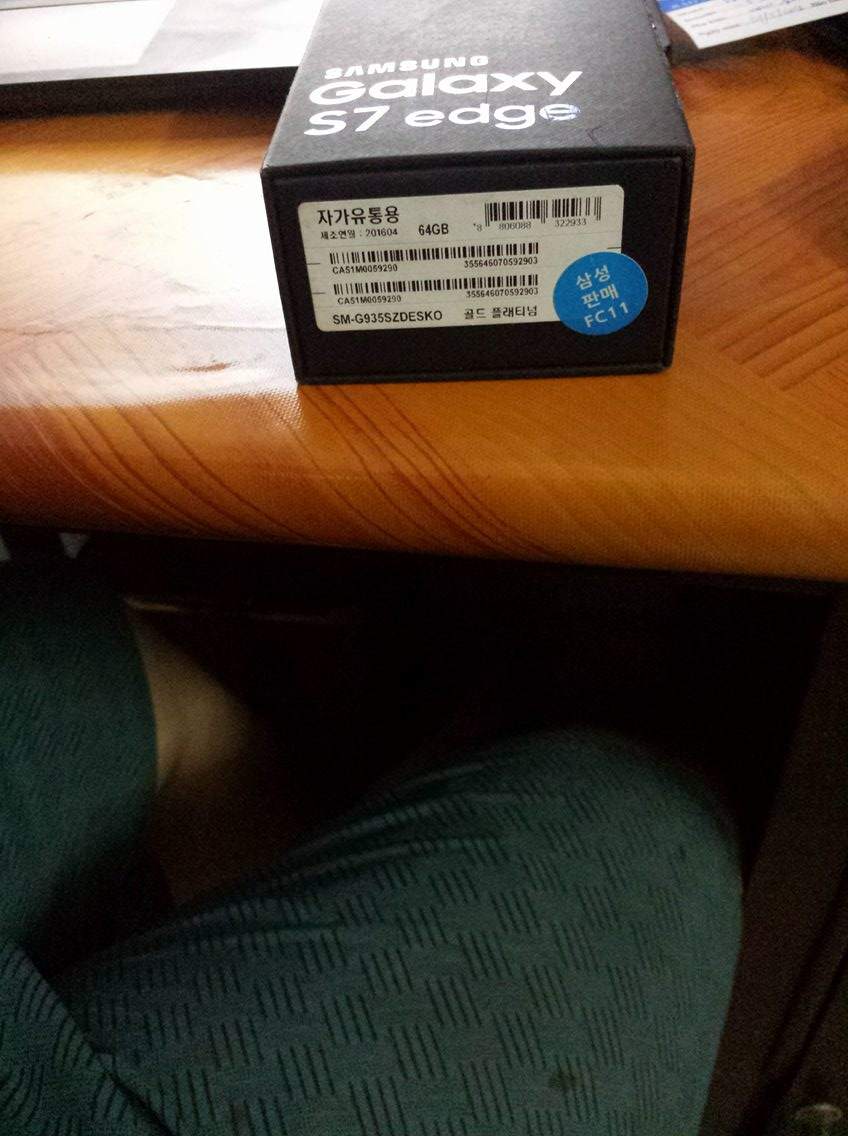 SAMSUNG
Galaxy
S7 edge
자가유통용
제조연월 : 201604
64GB
8 806088 322933
CA51M0059290
355646070592903
CA51M0059290
355646070592903
SM-G935SZDESKO
골드 플래티넘
삼성
판매
FC11